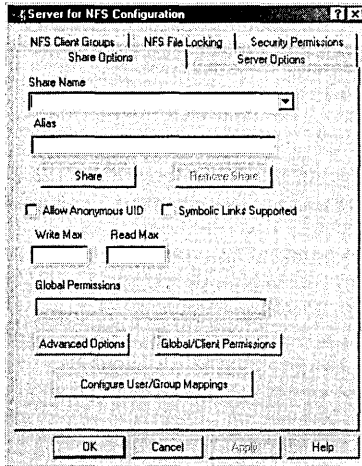 Server for NFS Configuration
NFS Client Groups NFS File Locking Security Permissions
Share Options Server Options
Share Name
Alias
Share Remove Share
Allow Anonymous UID Symbolic Links Supported
Write Max Read Max
Global Permissions
Advanced Options Global/Client Permissions
Configure User/Group Mappings
OK Cancel Apply Help